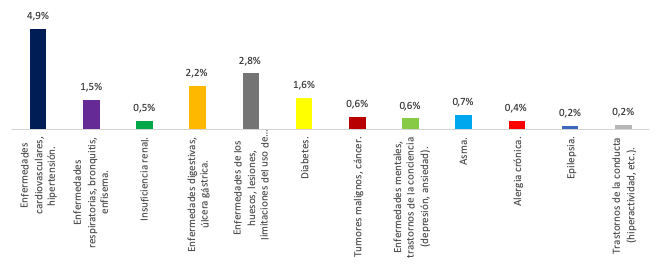 4,9%
1,5%
0,5%
2,2%
2,8%
1,6%
0,6%
0,6%
0,7%
0,4%
0,2%
0,2%
Enfermedades
cardiovasculares,
hipertensión.
Enfermedades
respiratorias, bronquitis,
enfisema.
Insuficiencia renal.
Enfermedades digestivas,
úlcera gástrica.
Enfermedades de los
huesos, lesiones,
limitaciones del uso de...
Diabetes.
Tumores malignos, cáncer.
Enfermedades mentales,
trastornos de la conciencia
(depresión, ansiedad).
Asma.
Alergia crónica.
Epilepsia.
Trastornos de la conducta
(hiperactividad, etc.).